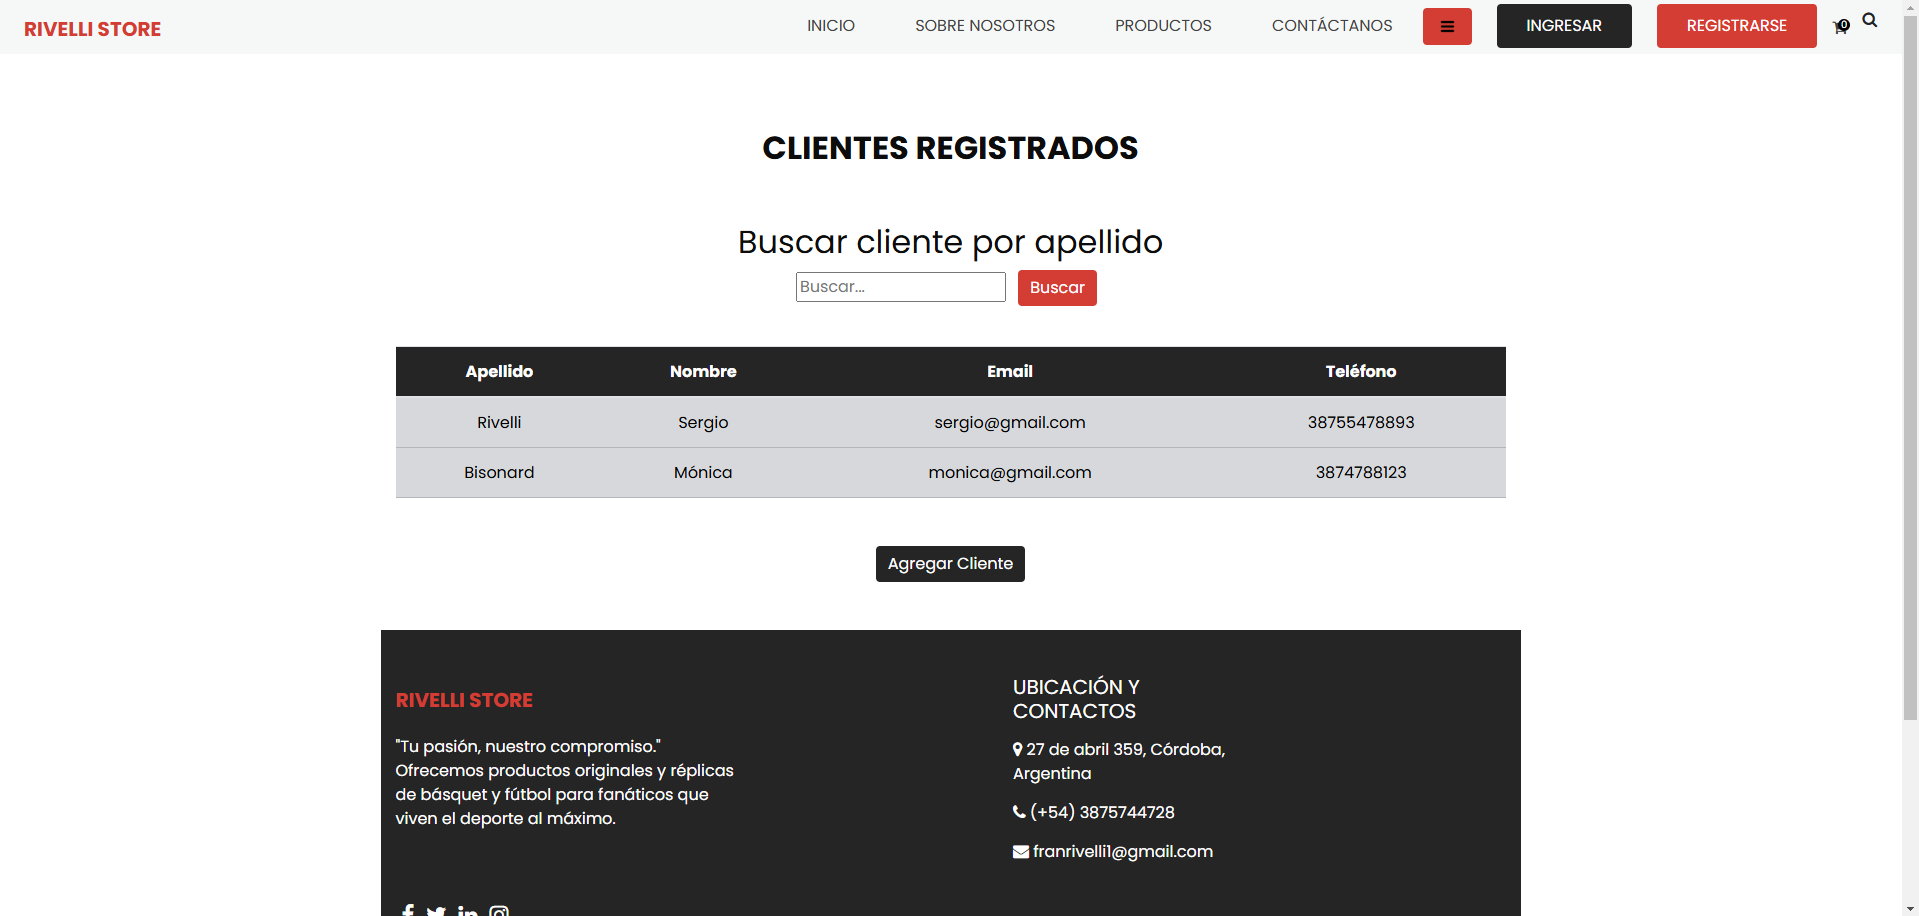 RIVELLI STORE
INICIO
SOBRE NOSOTROS
PRODUCTOS
CONTÁCTANOS
INGRESAR
REGISTRARSE
0
CLIENTES REGISTRADOS
Buscar cliente por apellido
Buscar...
Buscar
Apellido Nombre Email Teléfono
Rivelli Sergio sergio@gmail.com 38755478893
Bisonard Mónica monica@gmail.com 3874788123
Agregar Cliente
RIVELLI STORE
"Tu pasión, nuestro compromiso."
Ofrecemos productos originales y réplicas
de básquet y fútbol para fanáticos que
viven el deporte al máximo.
UBICACIÓN Y
CONTACTOS
27 de abril 359, Córdoba,
Argentina
(+54) 3875744728
franrivelli1@gmail.com